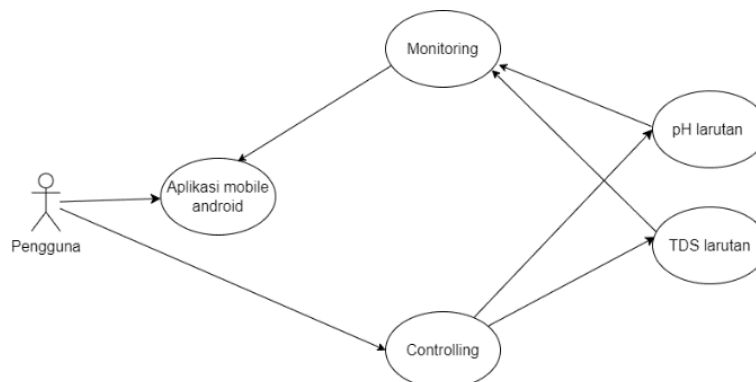 Monitoring
pH larutan
Aplikasi mobile
android
Pengguna
TDS larutan
Controlling